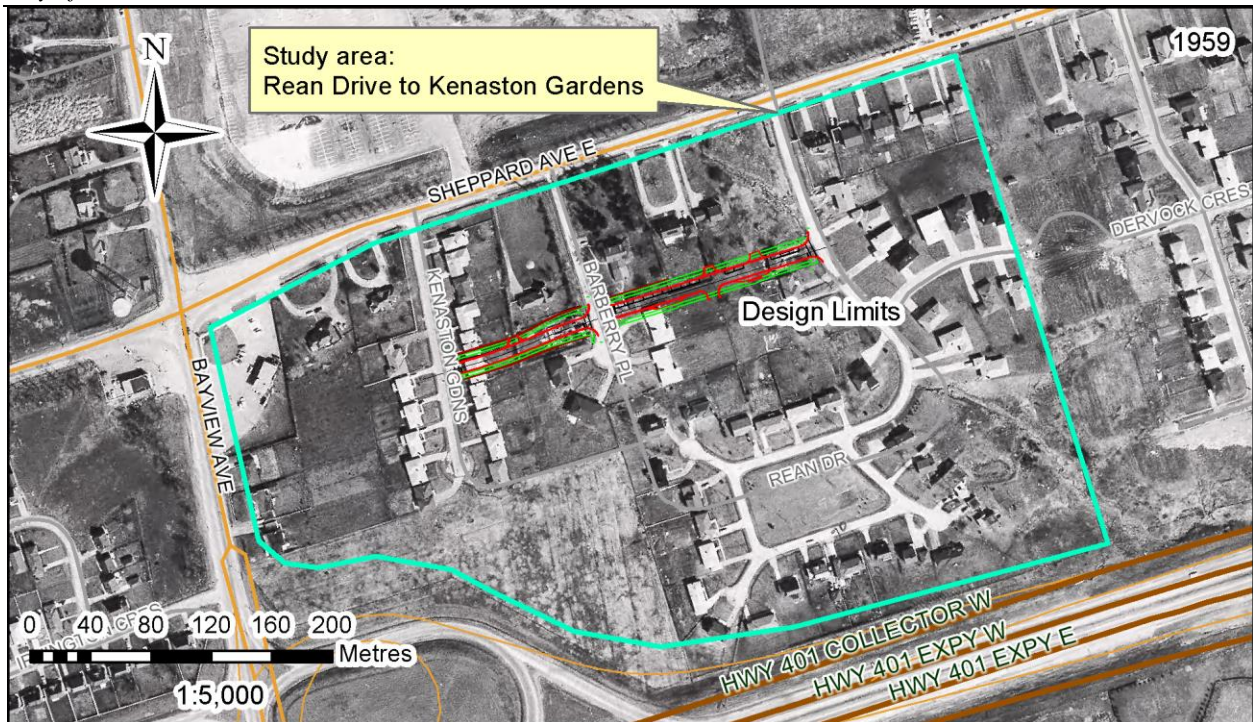 1959
N
Study area:
Rean Drive to Kenaston Gardens
SHEPPARD AVE E
DERVOCK CRES
KENASTON GDNS
BARBERRY PL
Design Limits
BAYVIEW AVE
REAN DR
HWY 401 COLLECTOR W
HWY 401 EXPY W
HWY 401 EXPY E
CRES
0 40 80 120 160 200
Metres
1:5,000